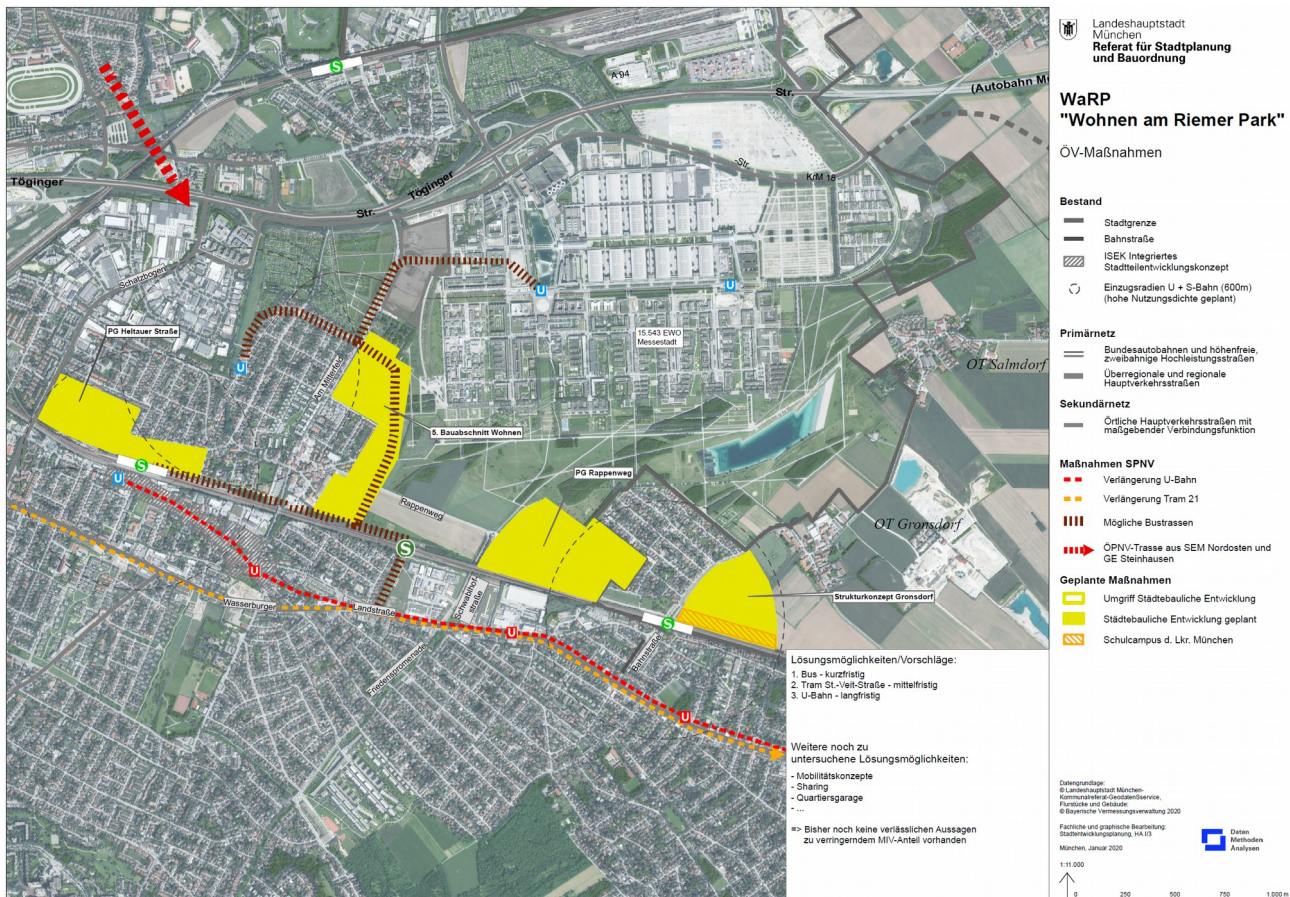 A 94
(Autobahn Mü
Str.
Töginger
Töginger
-Str.
KrM 18
Str.
Schatzbogen
PG Heltauer Straße
15.543 EWO
Messestadt
OT Salmdorf
Am Mitterfeld
5. Bauabschnitt Wohnen
PG Rappenweg
Rappenweg
OT Gronsdorf
S
U
Schwablhof-
straße
Strukturkonzept Gronsdorf
Wasserburger
Landstraße
Bahnstraße
Friedenspromenade
Lösungsmöglichkeiten/Vorschläge:
1. Bus - kurzfristig
2. Tram St.-Veit-Straße - mittelfristig
3. U-Bahn - langfristig
Weitere noch zu
untersuchene Lösungsmöglichkeiten:
- Mobilitätskonzepte
- Sharing
- Quartiersgarage
- ...
=> Bisher noch keine verlässlichen Aussagen
zu verringerndem MIV-Anteil vorhanden
Landeshauptstadt
München
Referat für Stadtplanung
und Bauordnung
WaRP
"Wohnen am Riemer Park"
ÖV-Maßnahmen
Bestand
Stadtgrenze
Bahnstraße
ISEK Integriertes
Stadtteilentwicklungskonzept
Einzugsradien U + S-Bahn (600m)
(hohe Nutzungsdichte geplant)
Primärnetz
Bundesautobahnen und höhenfreie,
zweibahnige Hochleistungsstraßen
Überregionale und regionale
Hauptverkehrsstraßen
Sekundärnetz
Örtliche Hauptverkehrsstraßen mit
maßgebender Verbindungsfunktion
Maßnahmen SPNV
Verlängerung U-Bahn
Verlängerung Tram 21
Mögliche Bustrassen
ÖPNV-Trasse aus SEM Nordosten und
GE Steinhausen
Geplante Maßnahmen
Umgriff Städtebauliche Entwicklung
Städtebauliche Entwicklung geplant
Schulcampus d. Lkr. München
Datengrundlage:
© Landeshauptstadt München-
Kommunalreferat-GeodatenSservice,
Flurstücke und Gebäude:
© Bayerische Vermessungsverwaltung 2020
Fachliche und graphische Bearbeitung:
Stadtentwicklungsplanung, HA I/3
München, Januar 2020
Daten
Methoden
Analysen
1:11.000
0 250 500 750 1.000 m